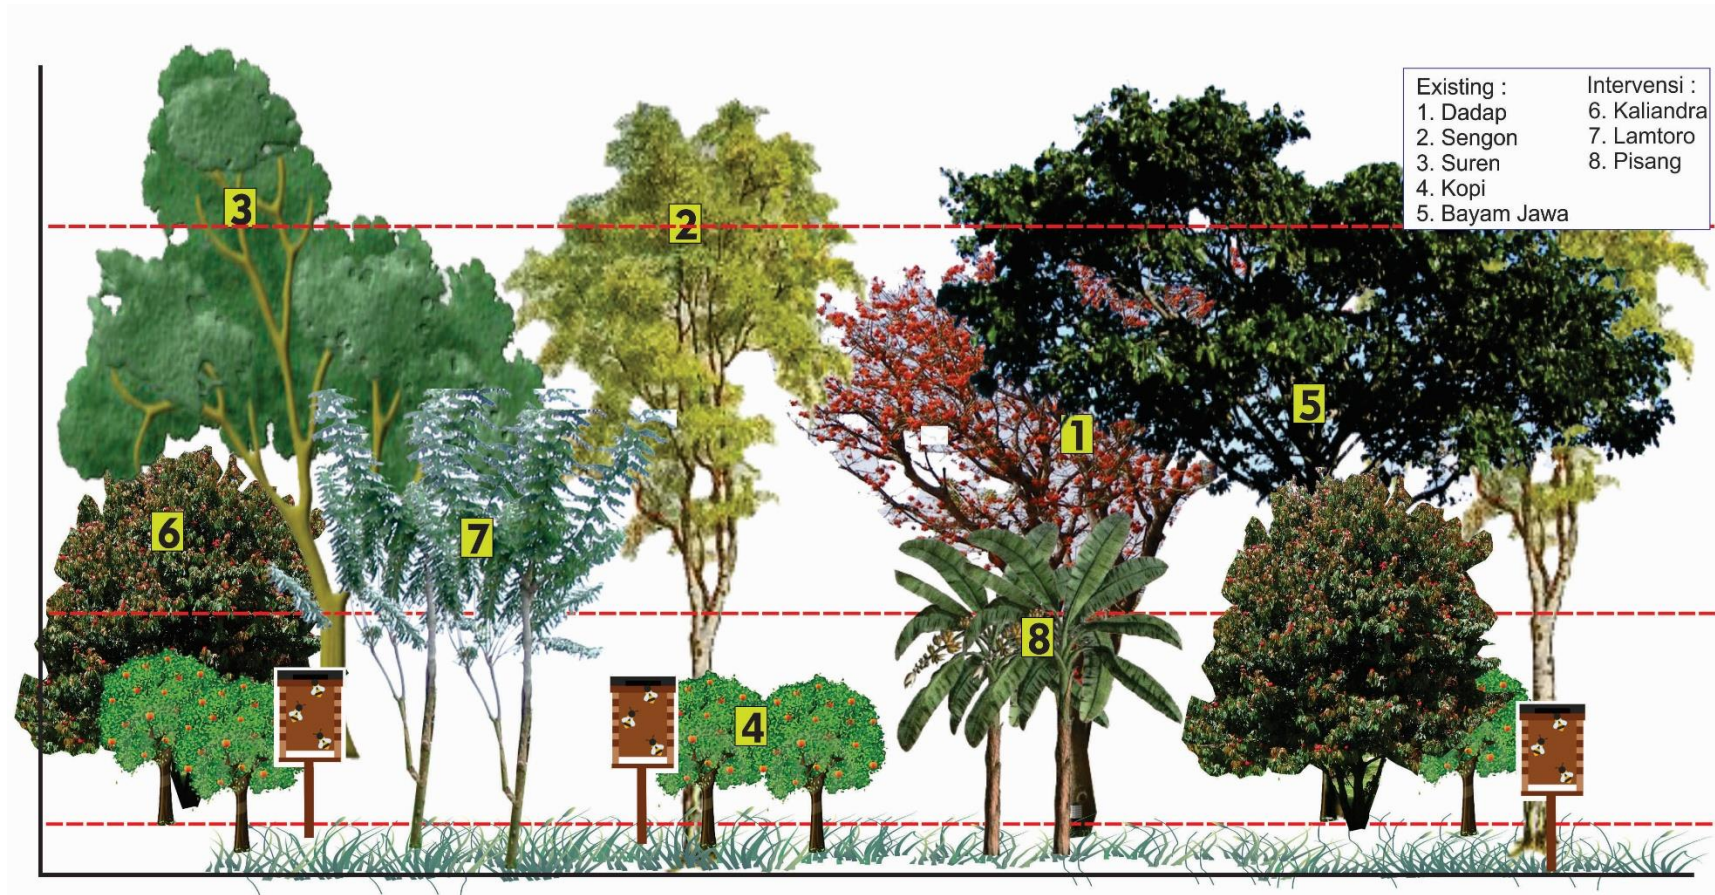 3
2
1
5
6
7
8
4
Existing :
1. Dadap
2. Sengon
3. Suren
4. Kopi
5. Bayam Jawa
Intervensi :
6. Kaliandra
7. Lamtoro
8. Pisang